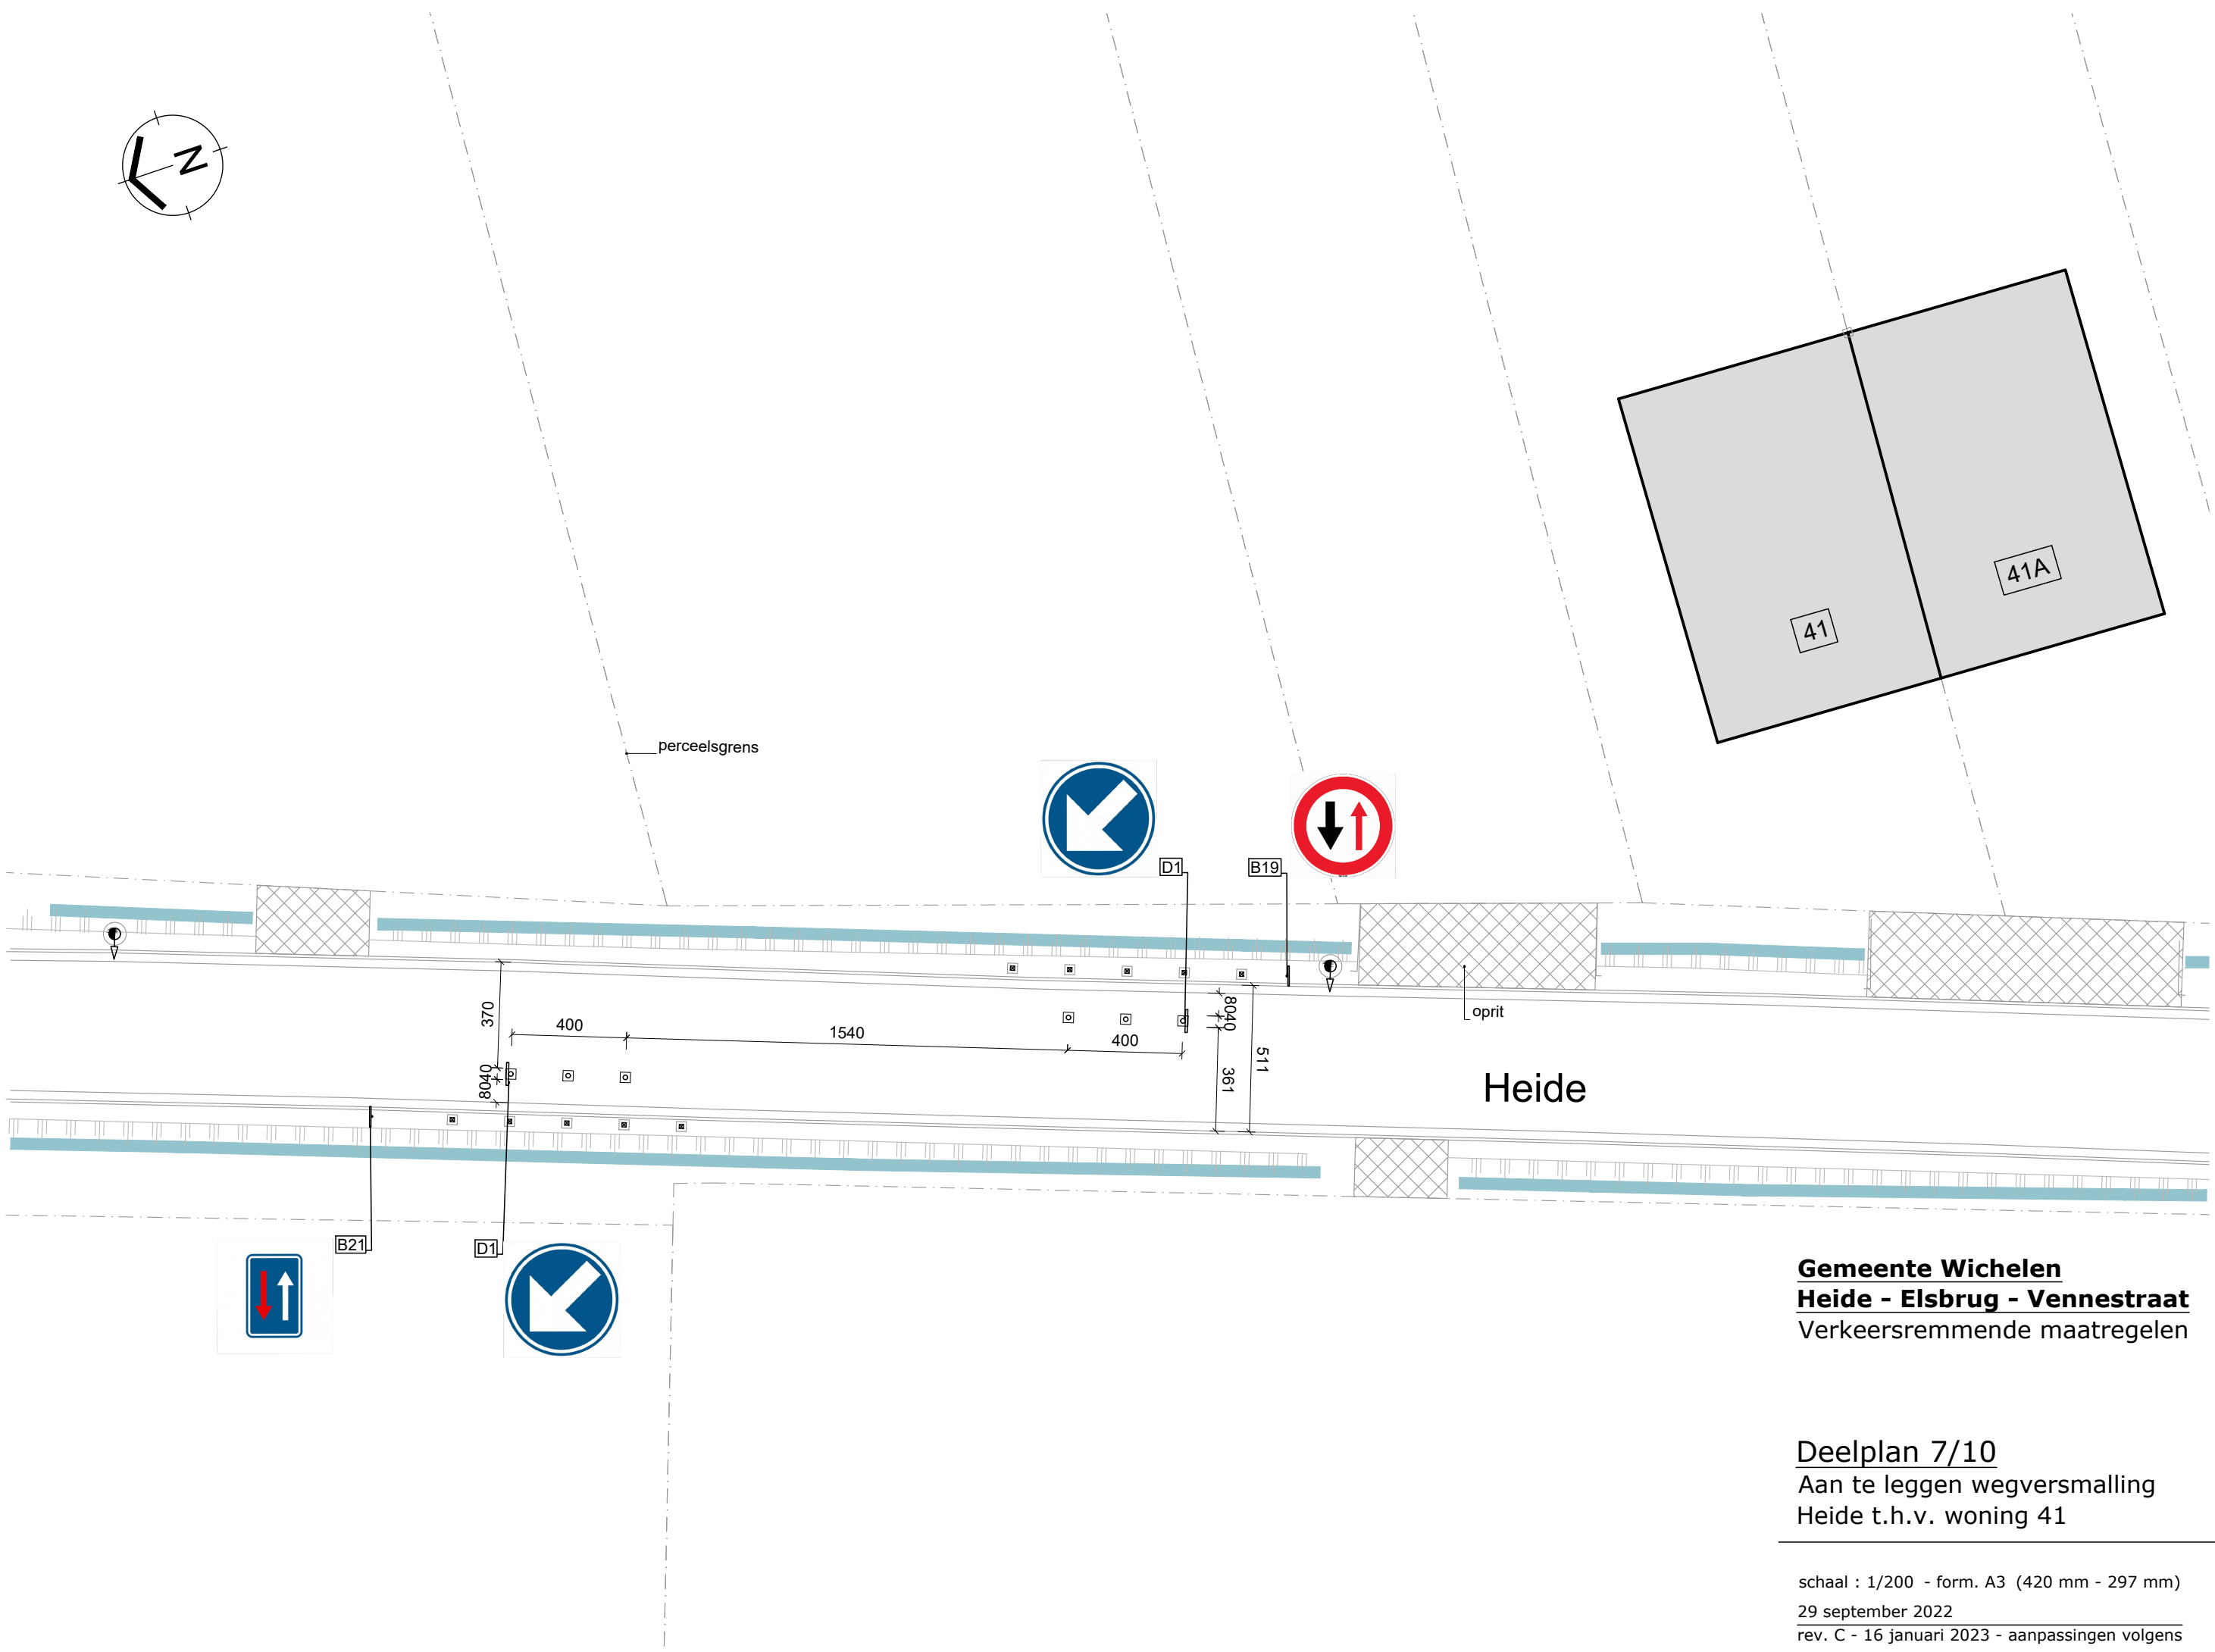 N
41A
41
perceelsgrens
D1
B19
370
400
1540
400
8040
511
361
8040
oprit
Heide
B21
D1
Gemeente Wichelen
Heide - Elsbrug - Vennestraat
Verkeersremmende maatregelen
Deelplan 7/10
Aan te leggen wegversmalling
Heide t.h.v. woning 41
schaal : 1/200 - form. A3 (420 mm - 297 mm)
29 september 2022
rev. C - 16 januari 2023 - aanpassingen volgens